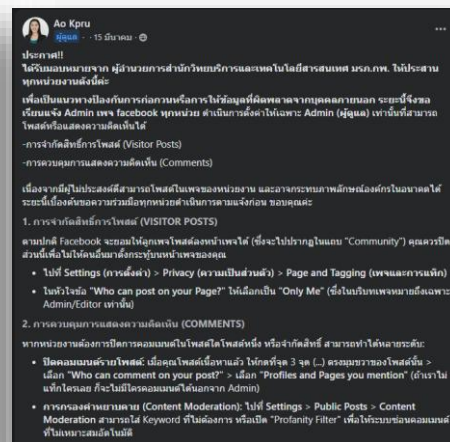 Ao Kpru
ผู้ดูแล · 15 มีนาคม ·
ประกาศ!!
ได้รับมอบหมายจาก ผู้อำนวยการสำนักวิทยบริการและเทคโนโลยีสารสนเทศ มรภ.กพ. ให้ประสาน
ทุกหน่วยงานดังนี้ค่ะ
เพื่อเป็นแนวทางป้องกันการก่อกวนหรือการให้ข้อมูลที่ผิดพลาดจากบุคคลภายนอก ระยะนี้จึงขอ
เรียนแจ้ง Admin เพจ facebook ทุกหน่วย ดำเนินการตั้งค่าให้เฉพาะ Admin (ผู้ดูแล) เท่านั้นที่สามารถ
โพสต์หรือแสดงความคิดเห็นได้
-การจำกัดสิทธิ์การโพสต์ (Visitor Posts)
-การควบคุมการแสดงความคิดเห็น (Comments)
เนื่องจากมีผู้ไม่ประสงค์ดีสามารถโพสต์ในเพจของหน่วยงาน และอาจกระทบภาพลักษณ์องค์กรในอนาคตได้
ระยะนี้เบื้องต้นขอความร่วมมือทุกหน่วยดำเนินการตามแจ้งก่อน ขอบคุณค่ะ
1. การจำกัดสิทธิ์การโพสต์ (VISITOR POSTS)
ตามปกติ Facebook จะยอมให้ลูกเพจโพสต์ลงหน้าเพจได้ (ซึ่งจะไปปรากฏในแถบ "Community") คุณควรปิด
ส่วนนี้เพื่อไม่ให้คนอื่นมาตั้งกระทู้บนหน้าเพจของคุณ
• ไปที่ Settings (การตั้งค่า) > Privacy (ความเป็นส่วนตัว) > Page and Tagging (เพจและการแท็ก)
• ในหัวข้อ "Who can post on your Page?" ให้เลือกเป็น "Only Me" (ซึ่งในบริบทเพจหมายถึงเฉพาะ
Admin/Editor เท่านั้น)
2. การควบคุมการแสดงความคิดเห็น (COMMENTS)
หากหน่วยงานต้องการปิดการคอมเมนต์ในโพสต์ใดโพสต์หนึ่ง หรือจำกัดสิทธิ์ สามารถทำได้หลายระดับ:
• ปิดคอมเมนต์รายโพสต์: เมื่อคุณโพสต์เนื้อหาแล้ว ให้กดที่จุด 3 จุด (...) ตรงมุมขวาของโพสต์นั้น >
เลือก "Who can comment on your post?" > เลือก "Profiles and Pages you mention" (ถ้าเราไม่
แท็กใครเลย ก็จะไม่มีใครคอมเมนต์ได้นอกจาก Admin)
• การกรองคำหยาบคาย (Content Moderation): ไปที่ Settings > Public Posts > Content
Moderation สามารถใส่ Keyword ที่ไม่ต้องการ หรือเปิด "Profanity Filter" เพื่อให้ระบบซ่อนคอมเมนต์
ที่ไม่เหมาะสมอัตโนมัติ